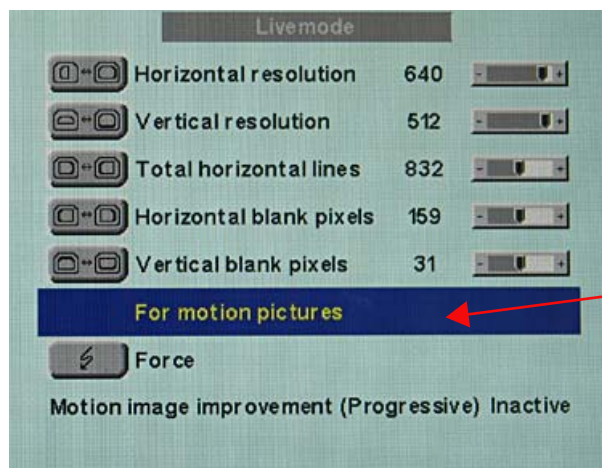 Livemode
Horizontal resolution 640
Vertical resolution 512
Total horizontal lines 832
Horizontal blank pixels 159
Vertical blank pixels 31
For motion pictures
Force
Motion image improvement (Progressive) Inactive